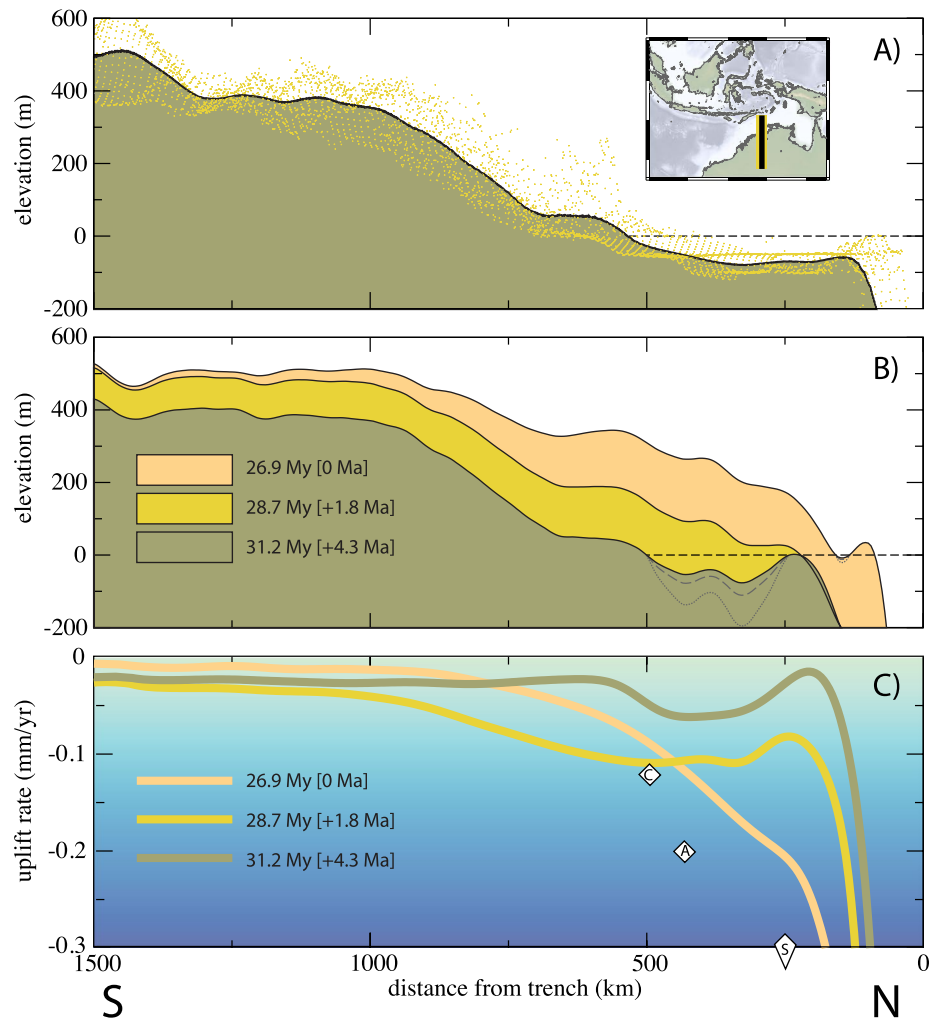 600
400
200
0
-200
elevation (m)
A)
600
400
200
0
-200
elevation (m)
B)
26.9 My [0 Ma]
28.7 My [+1.8 Ma]
31.2 My [+4.3 Ma]
0
-0.1
-0.2
-0.3
uplift rate (mm/yr)
C)
26.9 My [0 Ma]
28.7 My [+1.8 Ma]
31.2 My [+4.3 Ma]
C
A
S
1500
1000
500
0
distance from trench (km)
S
N